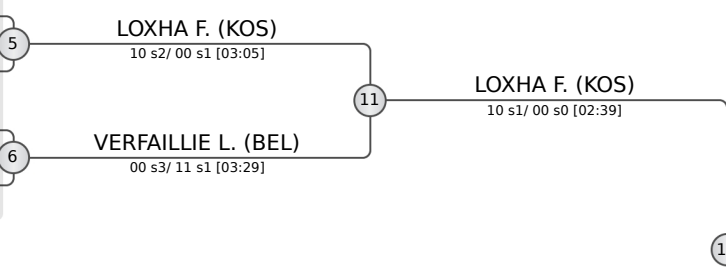 LOXHA F. (KOS)
5
10 s2/ 00 s1 [03:05]
LOXHA F. (KOS)
11
10 s1/ 00 s0 [02:39]
VERFAILLIE L. (BEL)
6
00 s3/ 11 s1 [03:29]